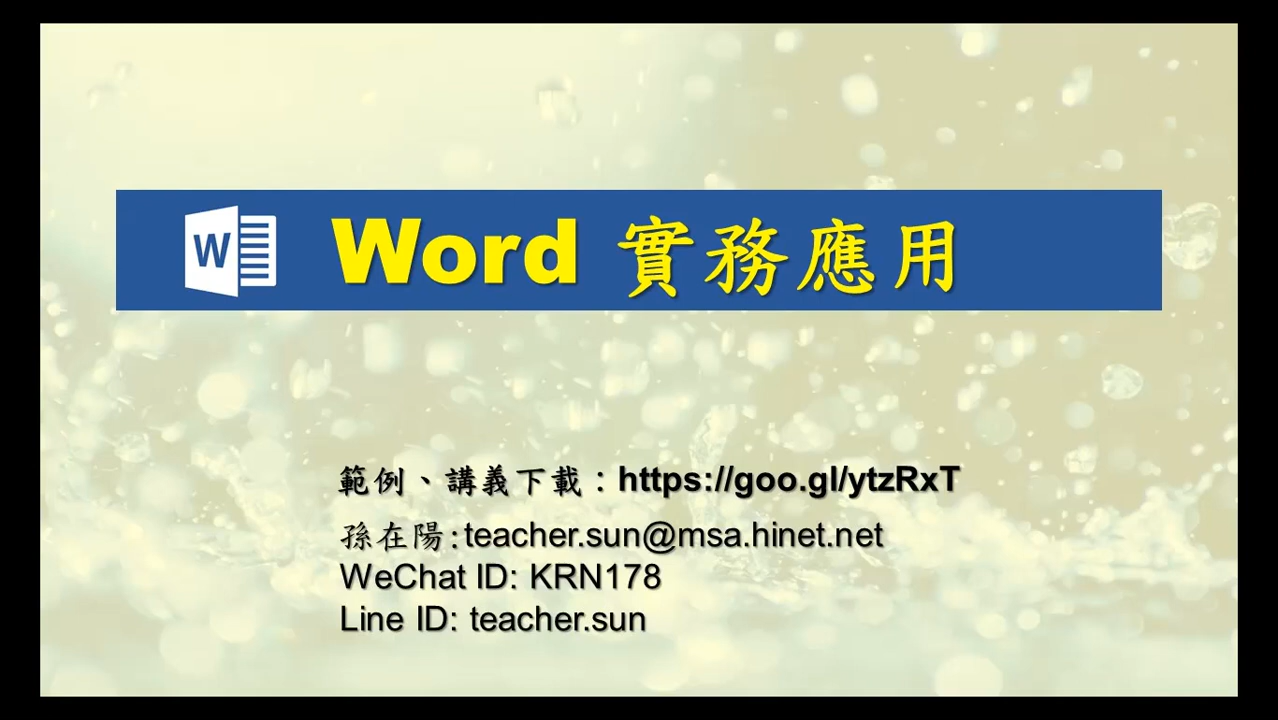 W
Word 實務應用
範例、講義下載：https://goo.gl/ytzRxT
孫在陽:teacher.sun@msa.hinet.net
WeChat ID: KRN178
Line ID: teacher.sun